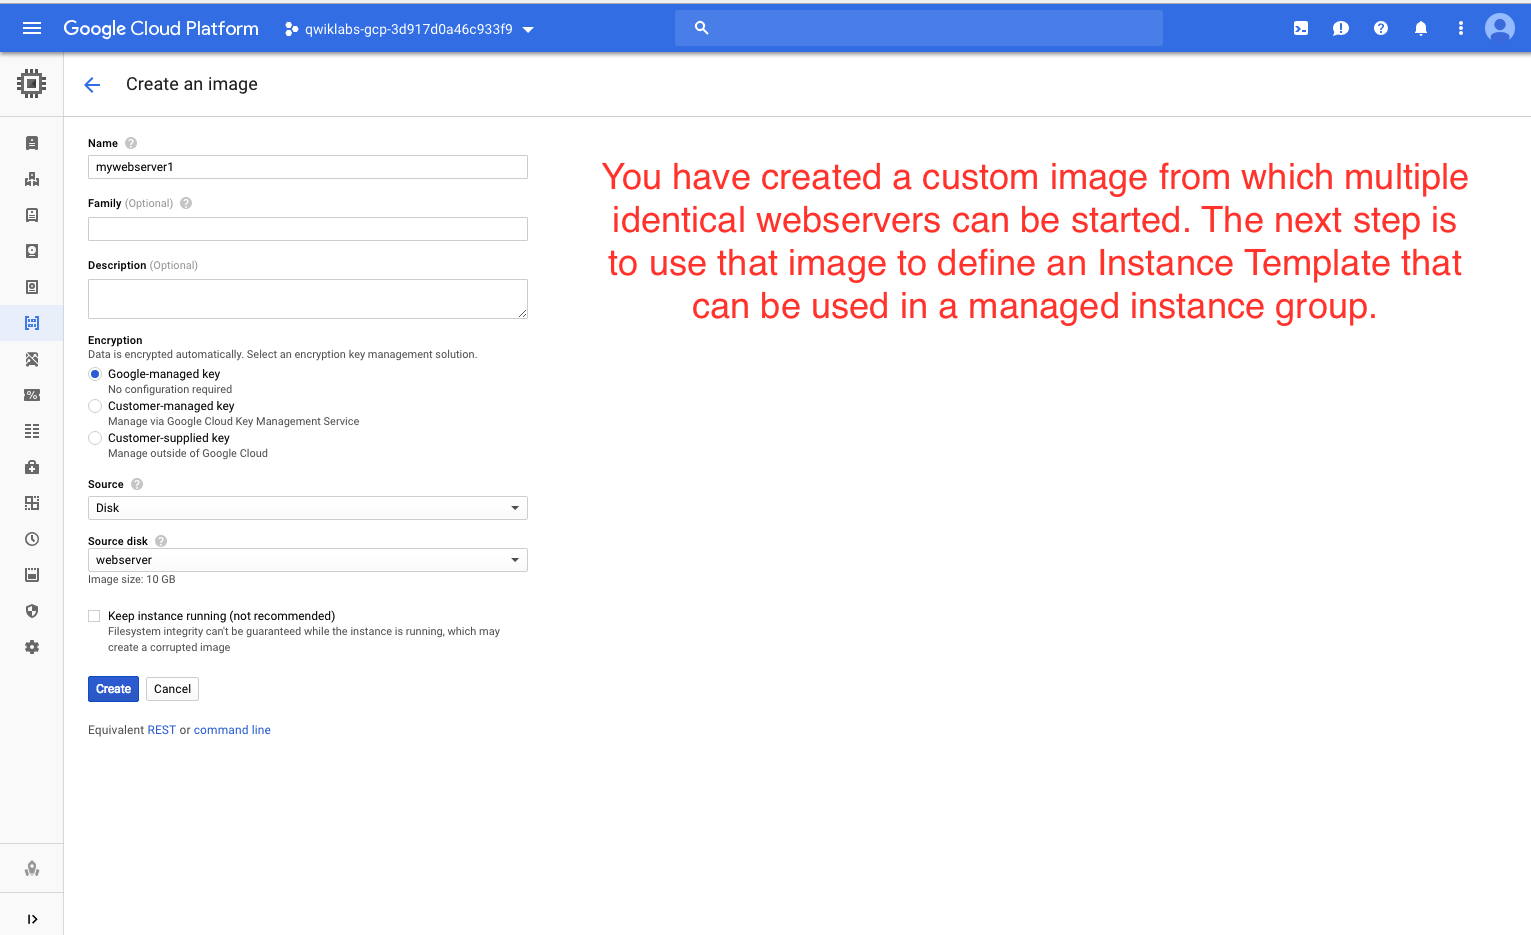 Google Cloud Platform
qwiklabs-gcp-3d917d0a46c933f9
Create an image
Name
mywebserver1
Family (Optional)
Description (Optional)
Encryption
Data is encrypted automatically. Select an encryption key management solution.
Google-managed key
No configuration required
Customer-managed key
Manage via Google Cloud Key Management Service
Customer-supplied key
Manage outside of Google Cloud
Source
Disk
Source disk
webserver
Image size: 10 GB
Keep instance running (not recommended)
Filesystem integrity can't be guaranteed while the instance is running, which may
create a corrupted image
Create
Cancel
Equivalent REST or command line
You have created a custom image from which multiple
identical webservers can be started. The next step is
to use that image to define an Instance Template that
can be used in a managed instance group.